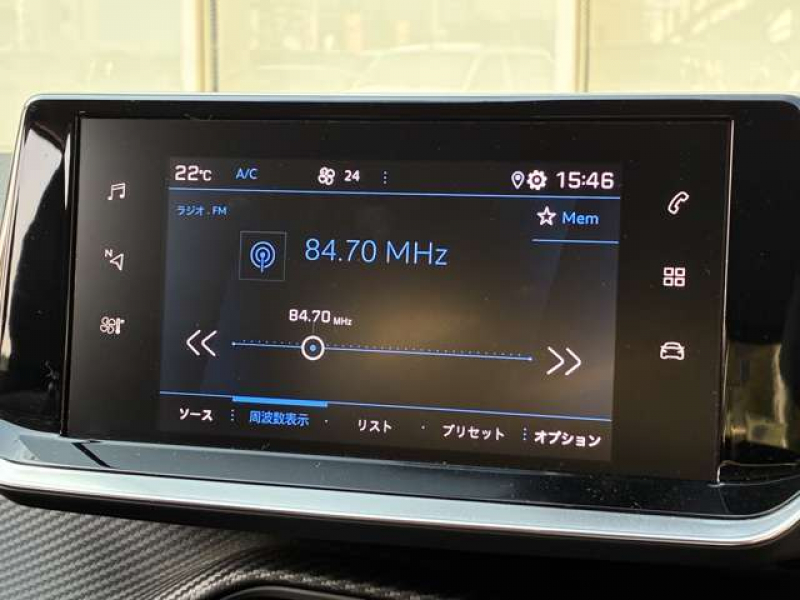 22°C A/C 24 15:46
ラジオ . FM
Mem
84.70 MHz
84.70 MHz
N
ソース 周波数表示 リスト プリセット オプション